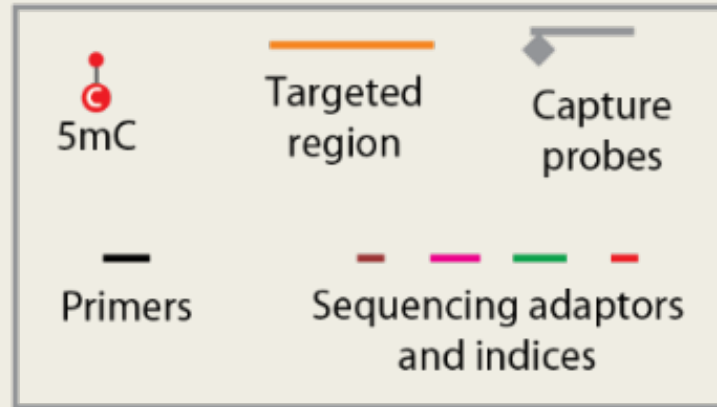 C
5mC
Targeted
region
Capture
probes
Primers
Sequencing adaptors
and indices